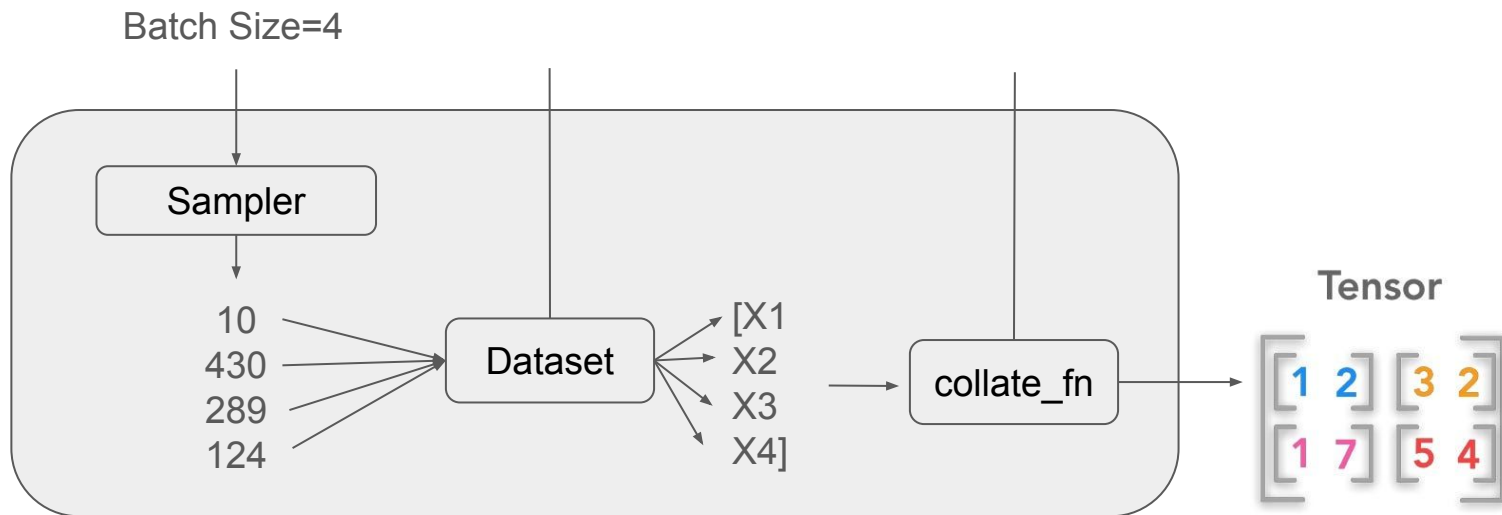 Batch Size=4
Sampler
10
430
289
124
Dataset
[X1
X2
X3
X4]
collate_fn
Tensor
[[1 2] [3 2]
[1 7] [5 4]]